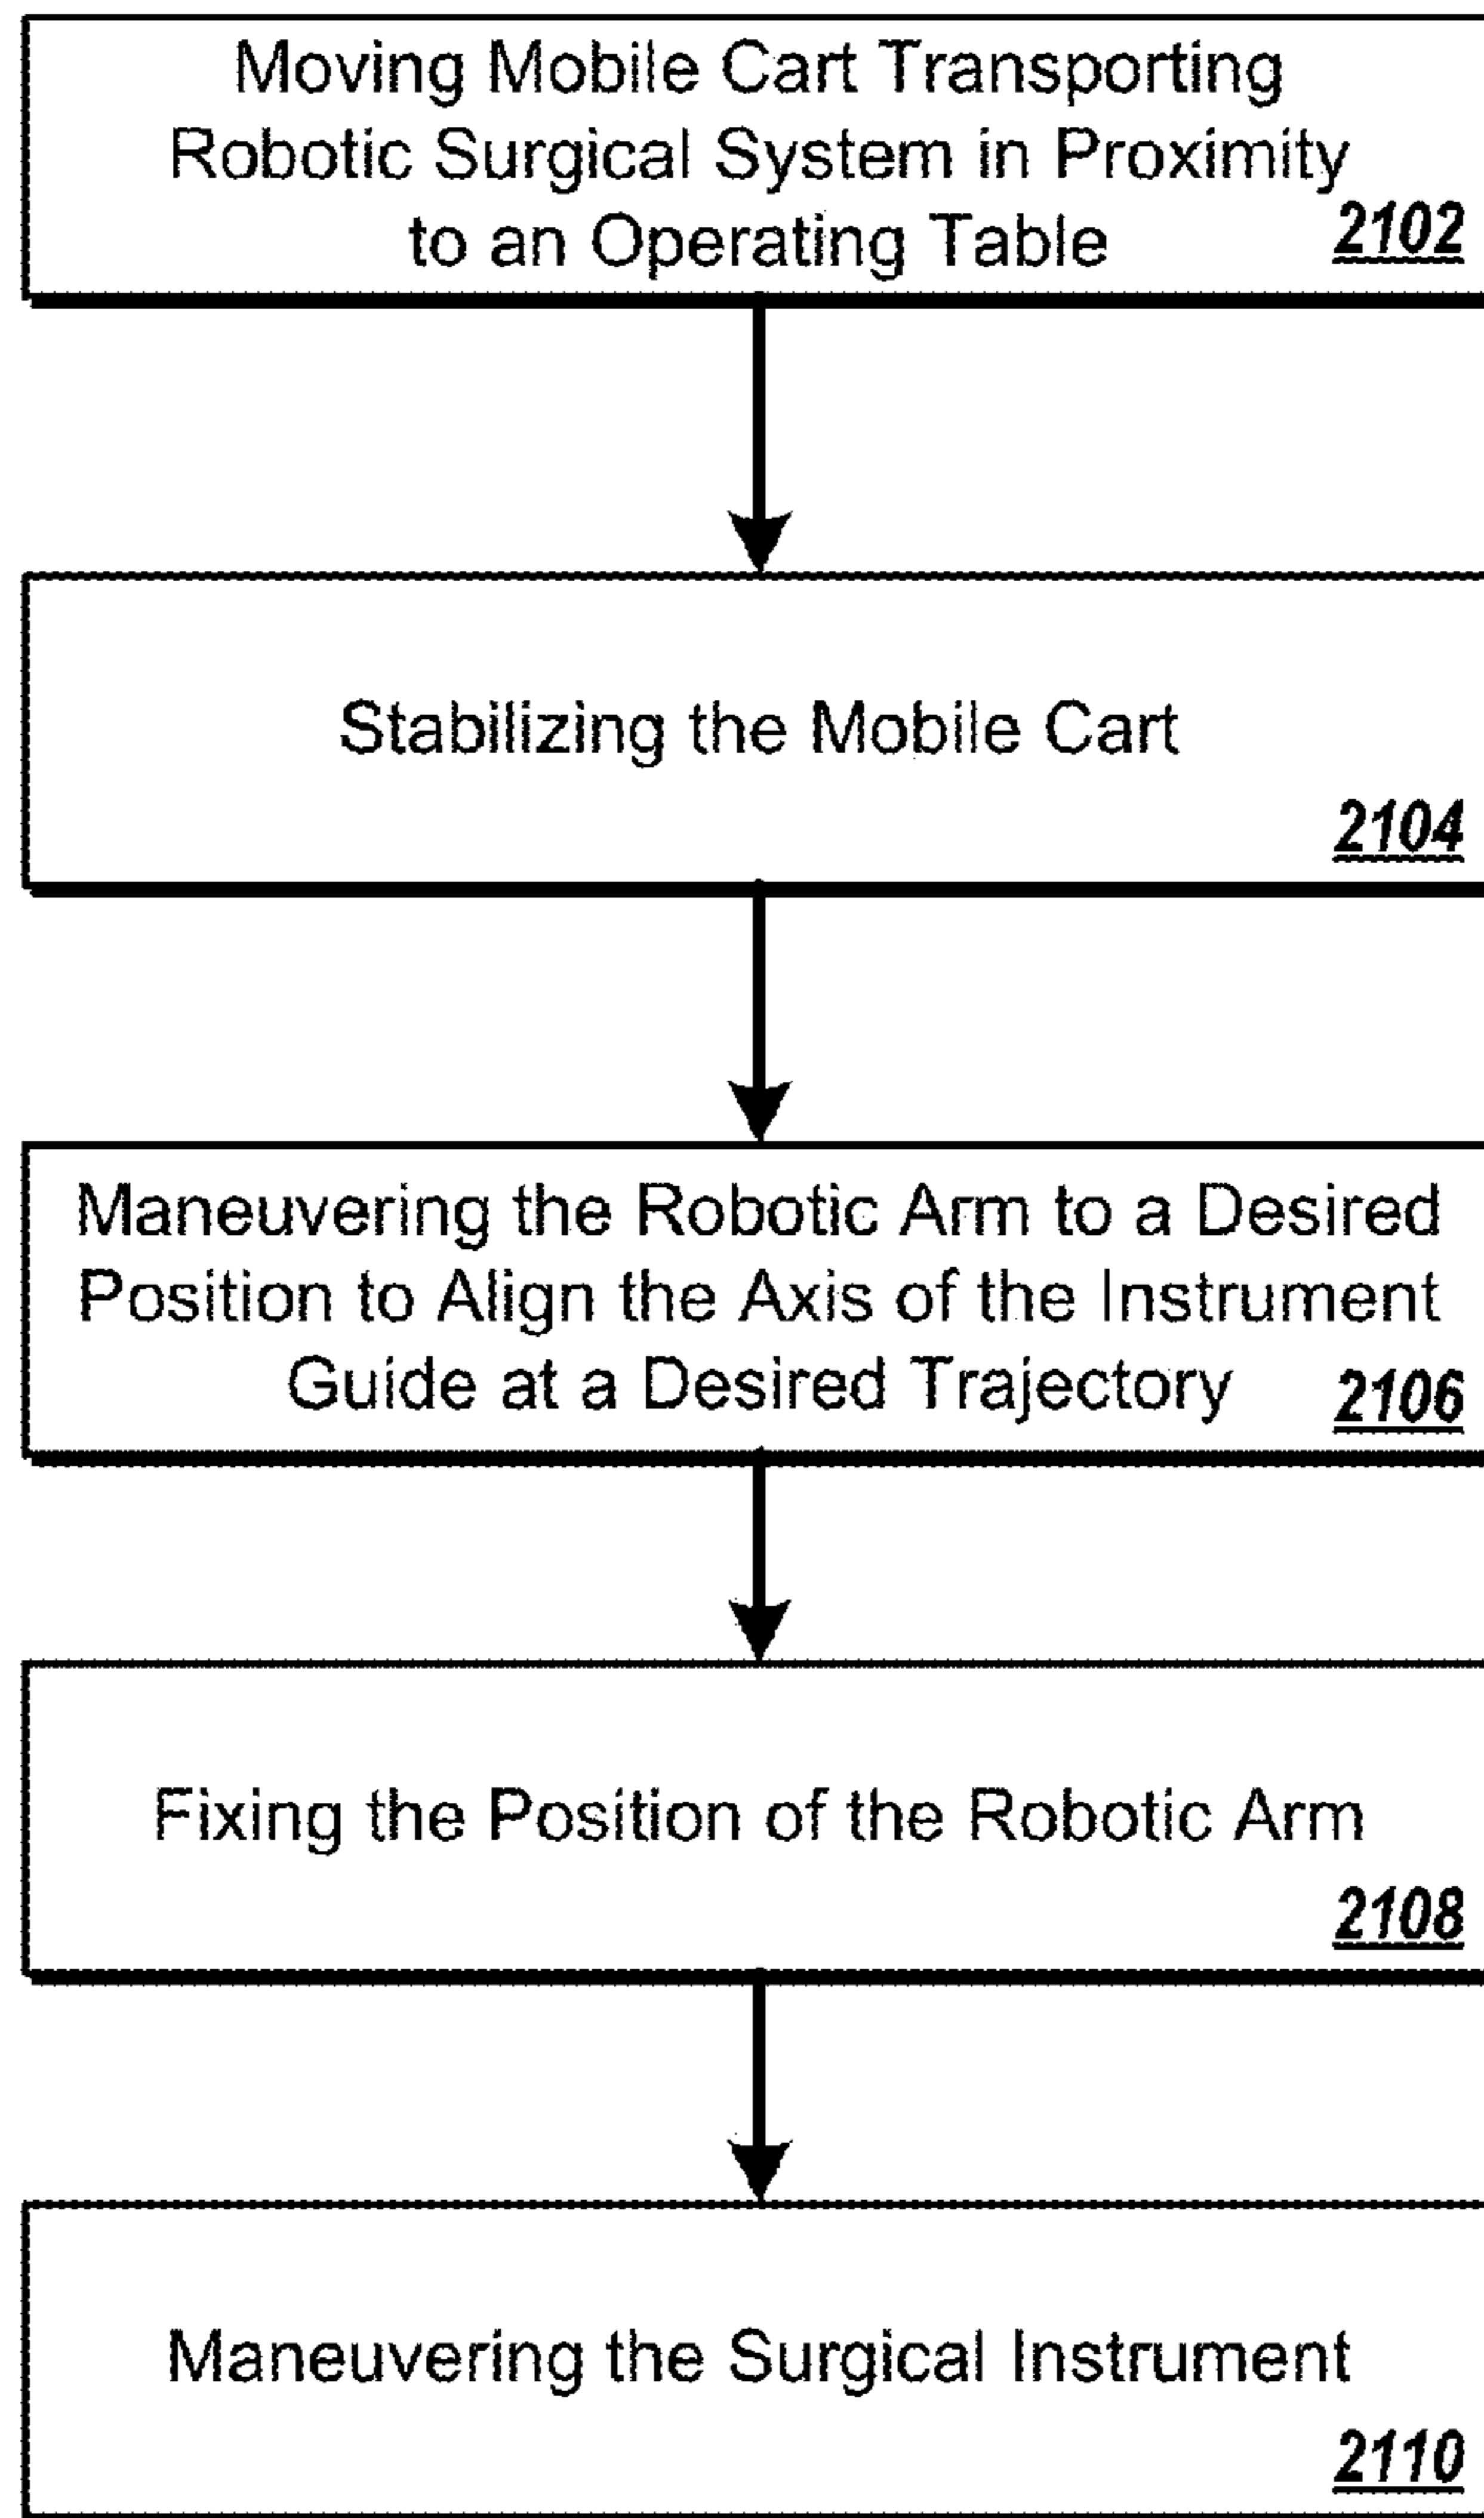 Moving Mobile Cart Transporting
Robotic Surgical System in Proximity
to an Operating Table 2102
Stabilizing the Mobile Cart
2104
Maneuvering the Robotic Arm to a Desired
Position to Align the Axis of the Instrument
Guide at a Desired Trajectory 2106
Fixing the Position of the Robotic Arm
2108
Maneuvering the Surgical Instrument
2110